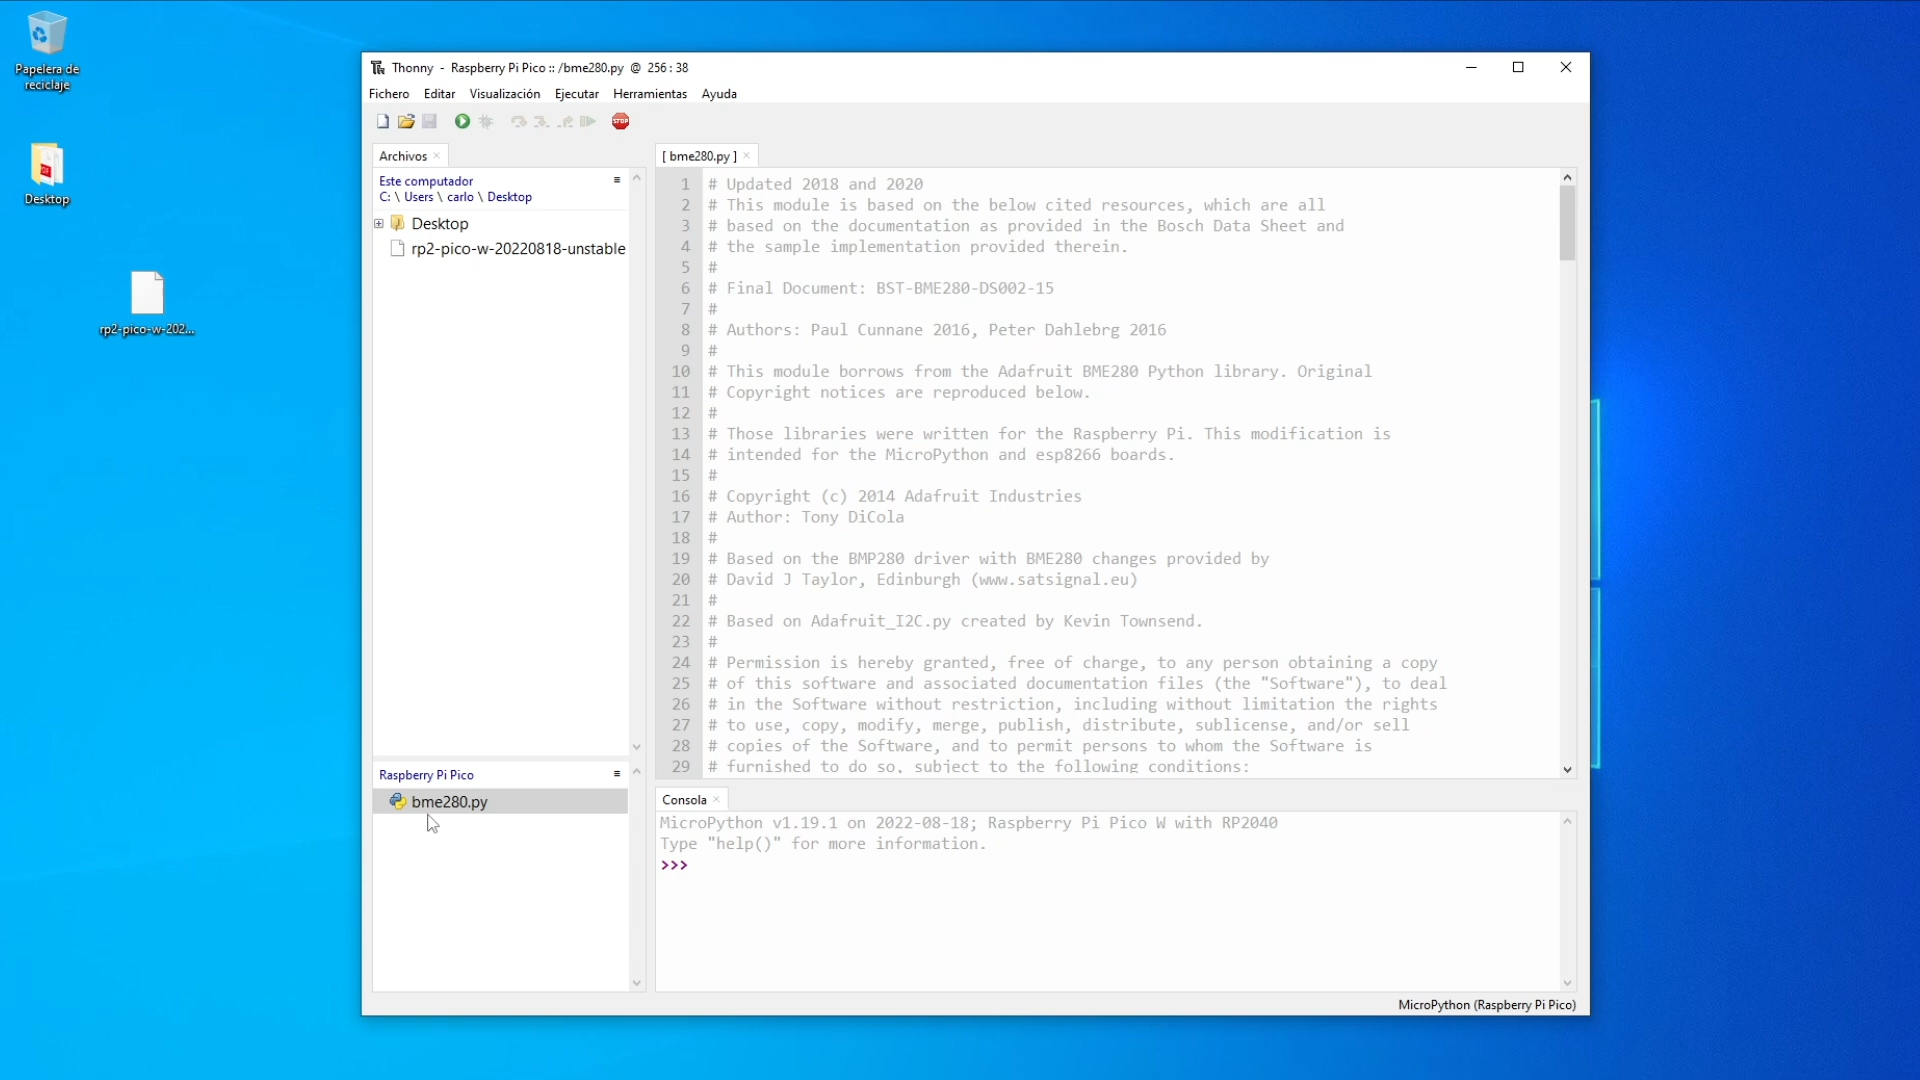 Papelera de
reciclaje
Desktop
rp2-pico-w-202...
Thonny - Raspberry Pi Pico :: /bme280.py @ 256 : 38
Fichero Editar Visualización Ejecutar Herramientas Ayuda
STOP
Archivos
Este computador
C: \ Users \ carlo \ Desktop
Desktop
rp2-pico-w-20220818-unstable
Raspberry Pi Pico
bme280.py
[ bme280.py ]
1 # Updated 2018 and 2020
2 # This module is based on the below cited resources, which are all
3 # based on the documentation as provided in the Bosch Data Sheet and
4 # the sample implementation provided therein.
5 #
6 # Final Document: BST-BME280-DS002-15
7 #
8 # Authors: Paul Cunnane 2016, Peter Dahlebrg 2016
9 #
10 # This module borrows from the Adafruit BME280 Python library. Original
11 # Copyright notices are reproduced below.
12 #
13 # Those libraries were written for the Raspberry Pi. This modification is
14 # intended for the MicroPython and esp8266 boards.
15 #
16 # Copyright (c) 2014 Adafruit Industries
17 # Author: Tony DiCola
18 #
19 # Based on the BMP280 driver with BME280 changes provided by
20 # David J Taylor, Edinburgh (www.satsignal.eu)
21 #
22 # Based on Adafruit_I2C.py created by Kevin Townsend.
23 #
24 # Permission is hereby granted, free of charge, to any person obtaining a copy
25 # of this software and associated documentation files (the "Software"), to deal
26 # in the Software without restriction, including without limitation the rights
27 # to use, copy, modify, merge, publish, distribute, sublicense, and/or sell
28 # copies of the Software, and to permit persons to whom the Software is
29 # furnished to do so, subject to the following conditions:
Consola
MicroPython v1.19.1 on 2022-08-18; Raspberry Pi Pico W with RP2040
Type "help()" for more information.
>>>
MicroPython (Raspberry Pi Pico)